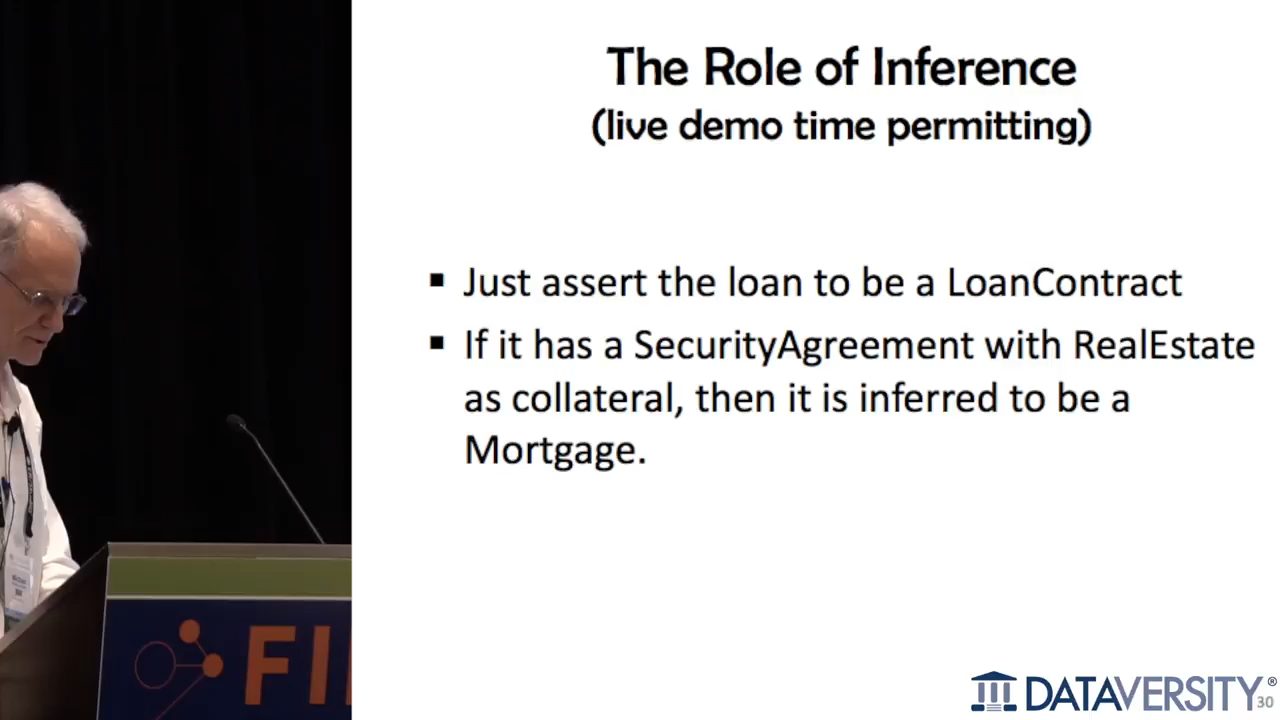 The Role of Inference
(live demo time permitting)
▪ Just assert the loan to be a LoanContract
▪ If it has a SecurityAgreement with RealEstate
as collateral, then it is inferred to be a
Mortgage.
FI
DATAVERSITY®
30